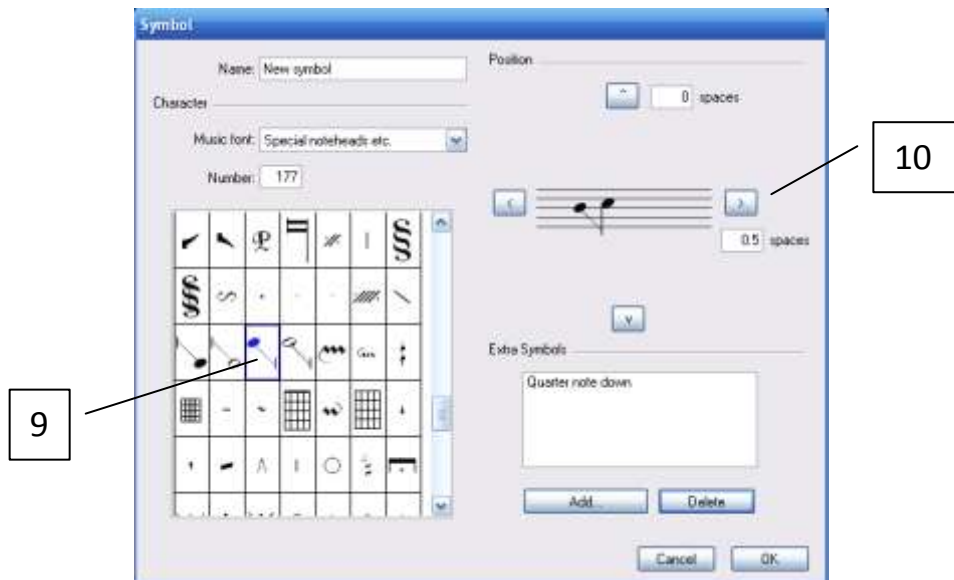 Symbol
Name: New symbol
Character
Music font: Special noteheads etc.
Number: 177
Position
^ 0 spaces
< >
0.5 spaces
v
Extra Symbols
Quarter note down
Add... Delete
Cancel OK
9
10